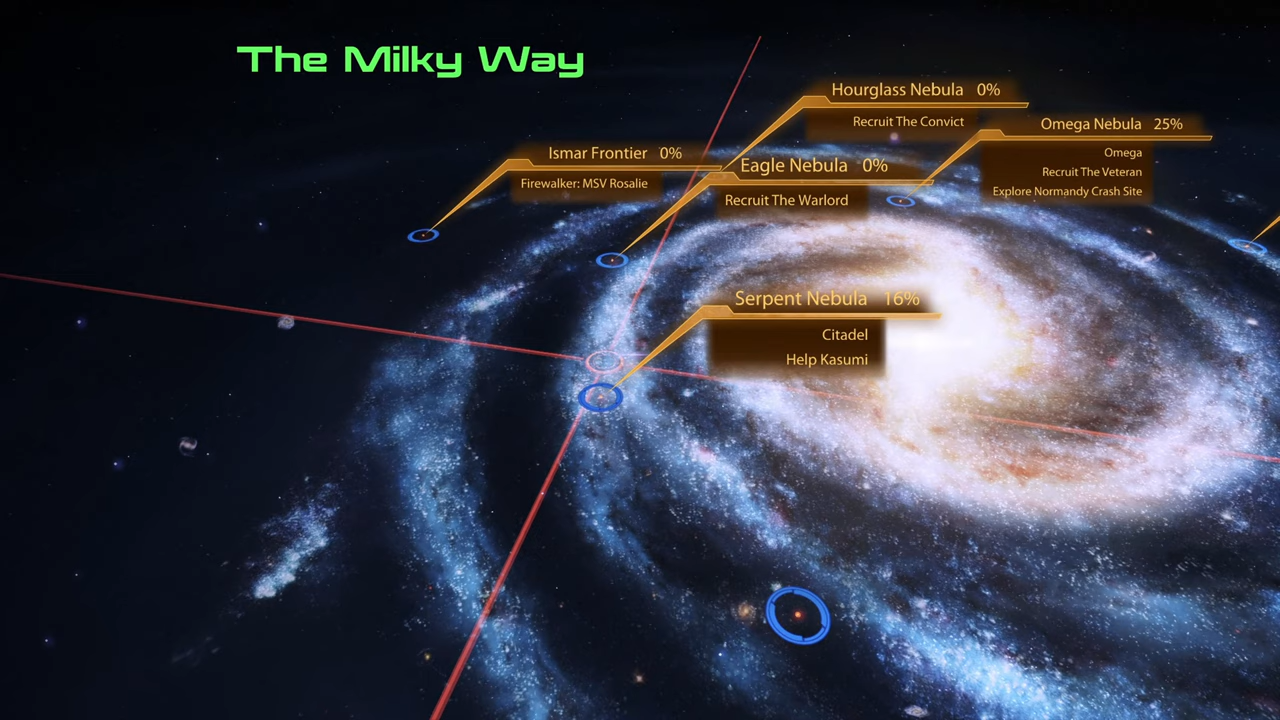 The Milky Way
Hourglass Nebula 0%
Recruit The Convict
Omega Nebula 25%
Omega
Recruit The Veteran
Explore Normandy Crash Site
Ismar Frontier 0%
Firewalker: MSV Rosalie
Eagle Nebula 0%
Recruit The Warlord
Serpent Nebula 16%
Citadel
Help Kasumi